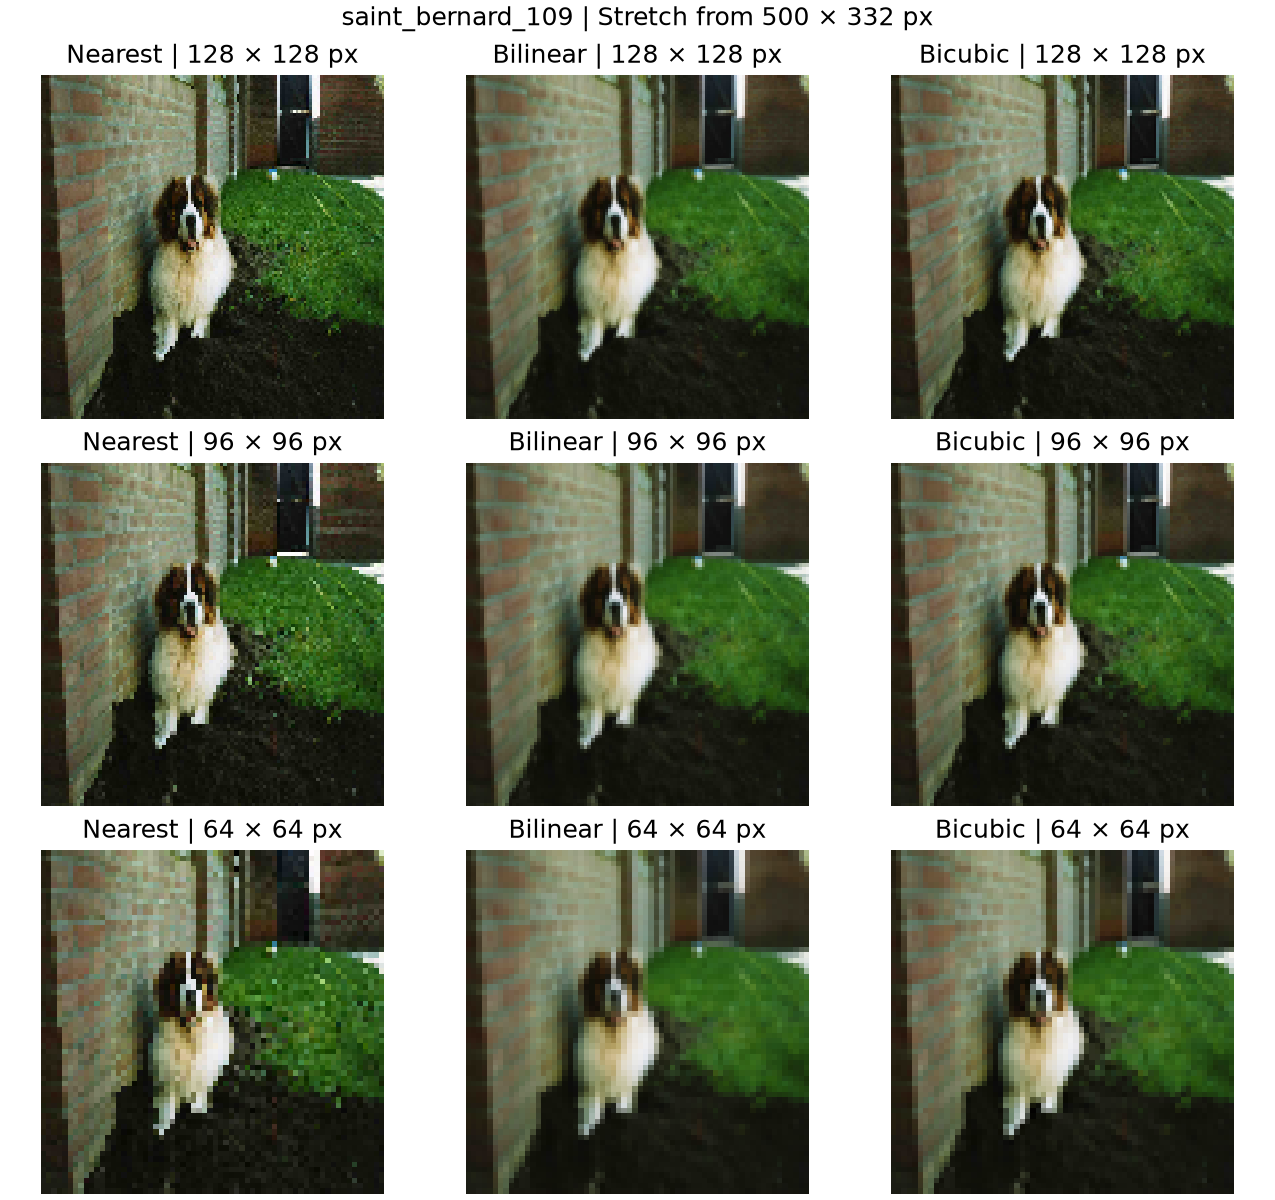 saint_bernard_109 | Stretch from 500 × 332 px
Nearest | 128 × 128 px
Bilinear | 128 × 128 px
Bicubic | 128 × 128 px
Nearest | 96 × 96 px
Bilinear | 96 × 96 px
Bicubic | 96 × 96 px
Nearest | 64 × 64 px
Bilinear | 64 × 64 px
Bicubic | 64 × 64 px